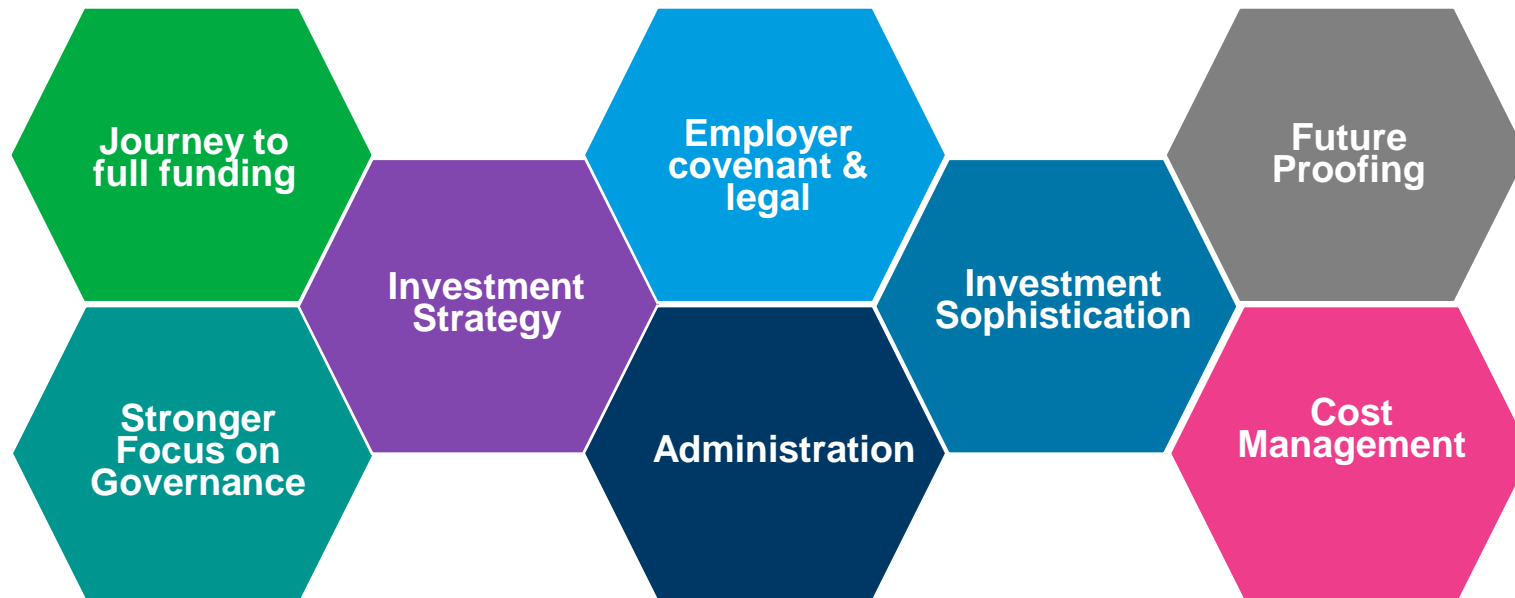 Journey to
full funding
Stronger
Focus on
Governance
Investment
Strategy
Employer
covenant &
legal
Administration
Investment
Sophistication
Future
Proofing
Cost
Management